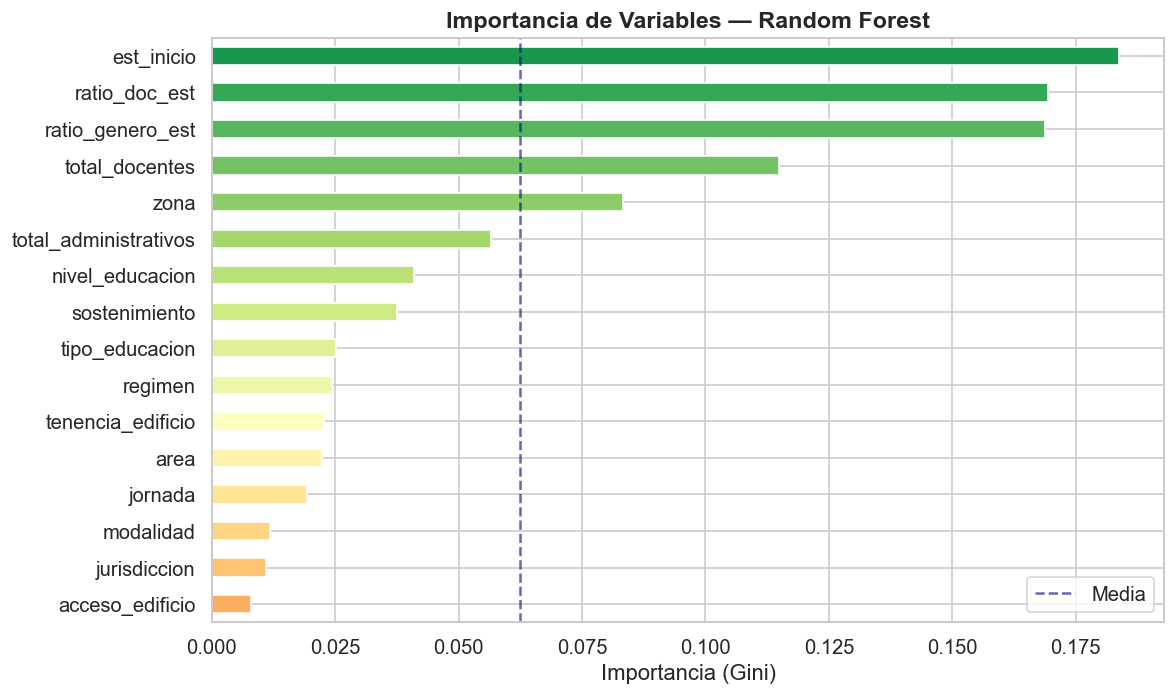 Importancia de Variables — Random Forest
est_inicio
ratio_doc_est
ratio_genero_est
total_docentes
zona
total_administrativos
nivel_educacion
sostenimiento
tipo_educacion
regimen
tenencia_edificio
area
jornada
modalidad
jurisdiccion
acceso_edificio
Media
0.000 0.025 0.050 0.075 0.100 0.125 0.150 0.175
Importancia (Gini)